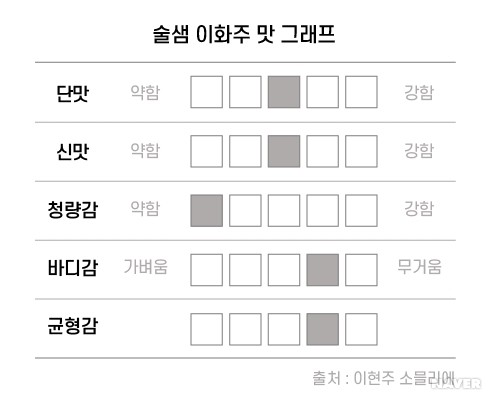 술샘 이화주 맛 그래프
단맛 약함 강함
신맛 약함 강함
청량감 약함 강함
바디감 가벼움 무거움
균형감
출처 : 이현주 소믈리에
NAVER